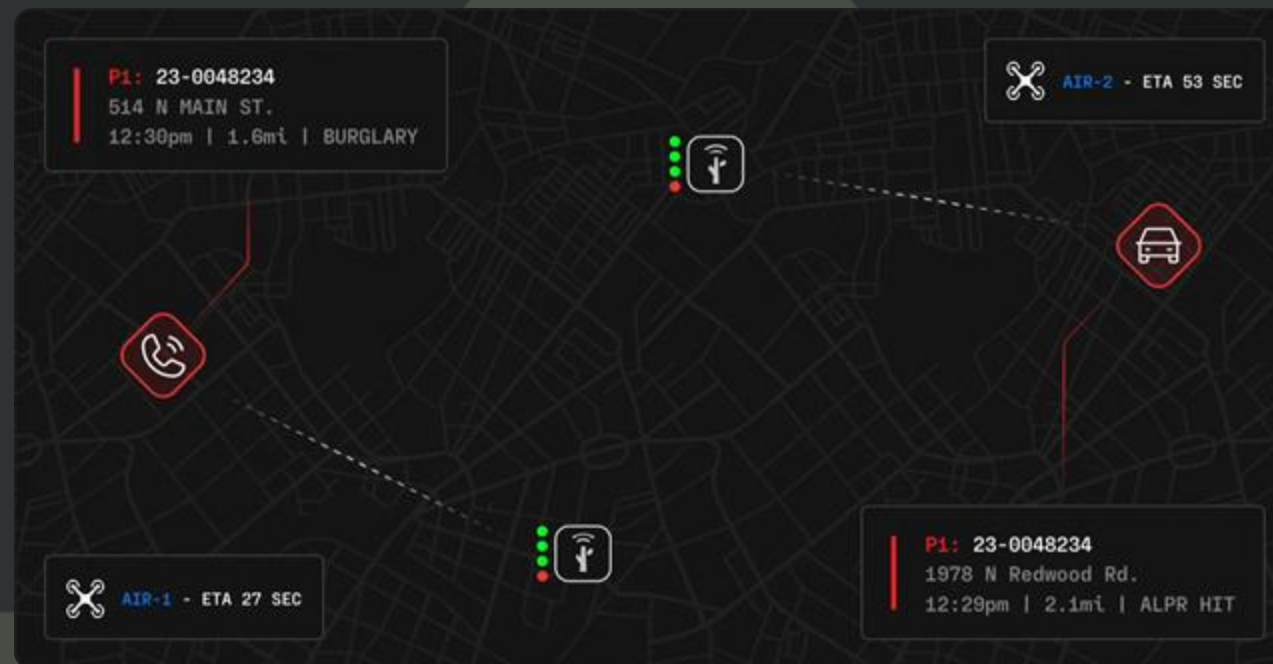 P1: 23-0048234
514 N MAIN ST.
12:30pm | 1.6mi | BURGLARY
AIR-2 - ETA 53 SEC
AIR-1 - ETA 27 SEC
P1: 23-0048234
1978 N Redwood Rd.
12:29pm | 2.1mi | ALPR HIT